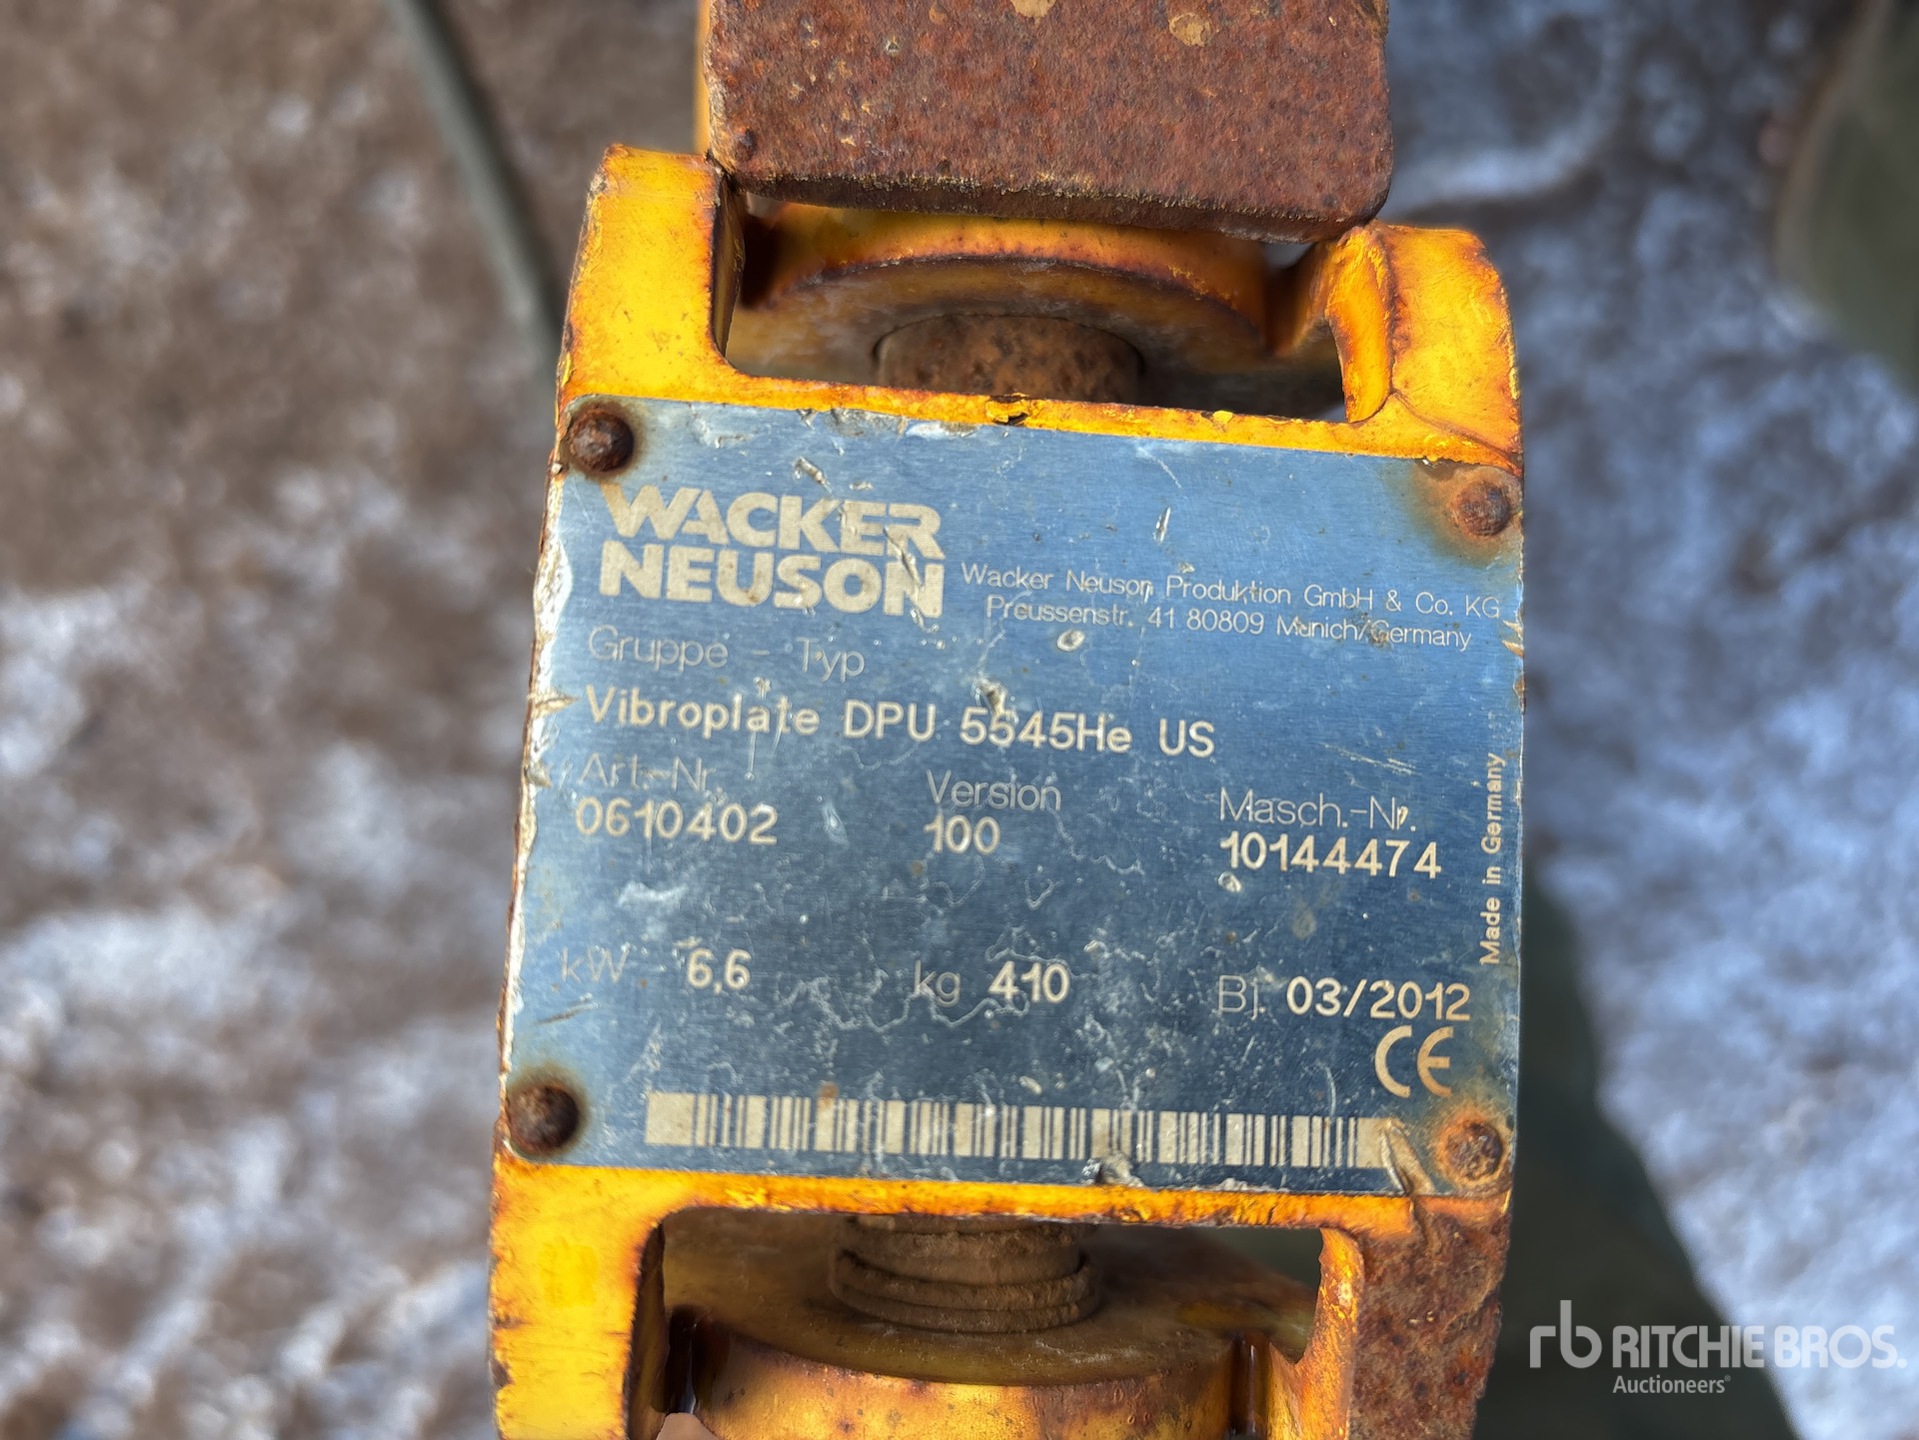 WACKER
NEUSON
Wacker Neuson Produktion GmbH & Co. KG
Preussenstr. 41 80809 Munich/Germany
Gruppe - Typ
Vibroplate DPU 5545He US
Art.-Nr. Version Masch.-Nr.
0610402 100 10144474
kW 6,6 kg 410 Bj. 03/2012
CE
Made in Germany
rb RITCHIE BROS.
Auctioneers®